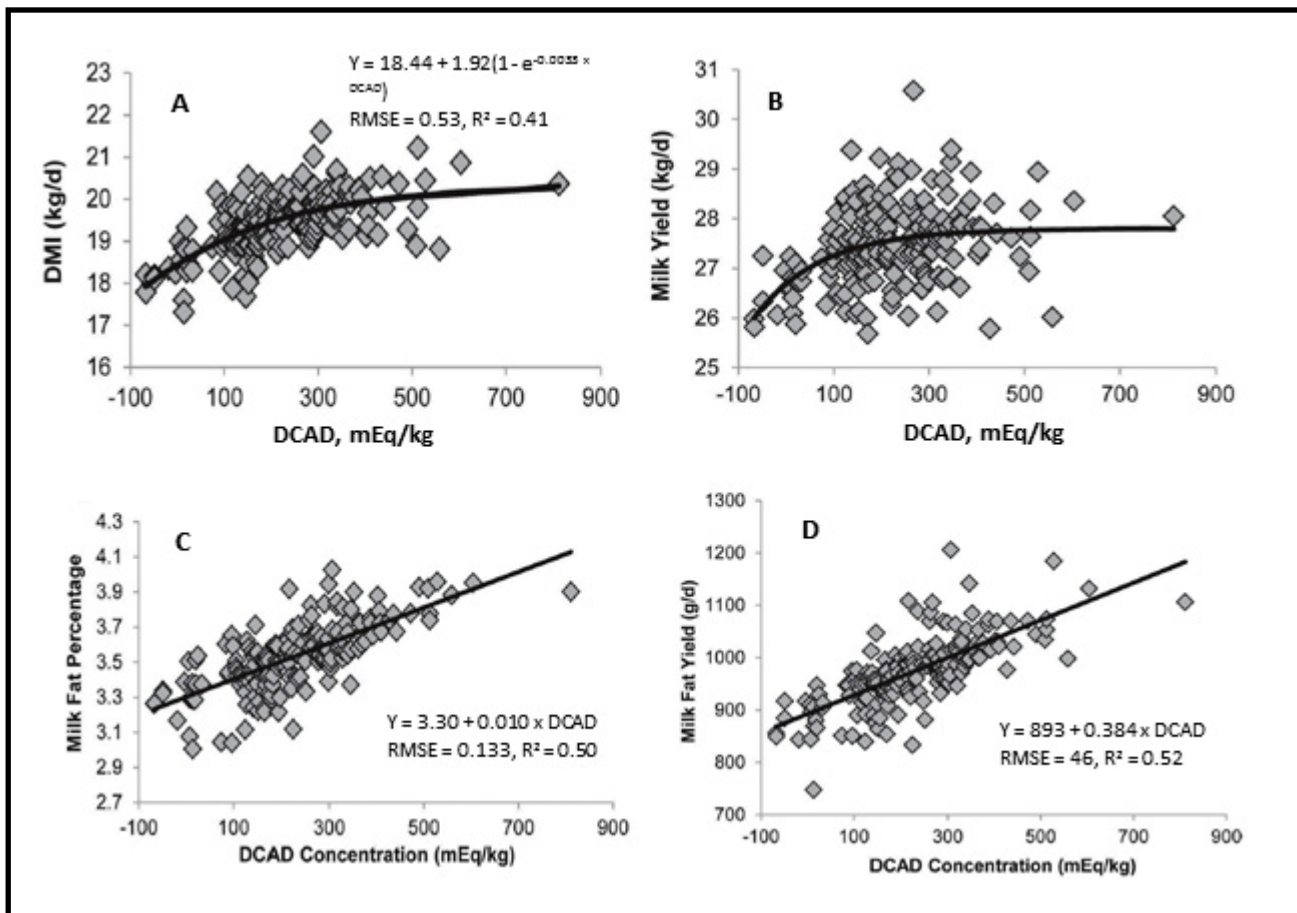 Y = 18.44 + 1.92(1 - e^-0.0033 x
DCAD)
RMSE = 0.53, R² = 0.41
A
23
22
21
20
19
18
17
16
DMI (kg/d)
-100
100
300
500
700
900
DCAD, mEq/kg
B
31
30
29
28
27
26
25
Milk Yield (kg/d)
-100
100
300
500
700
900
DCAD, mEq/kg
C
4.3
4.1
3.9
3.7
3.5
3.3
3.1
2.9
2.7
Milk Fat Percentage
Y = 3.30 + 0.010 x DCAD
RMSE = 0.133, R² = 0.50
-100
100
300
500
700
900
DCAD Concentration (mEq/kg)
D
1300
1200
1100
1000
900
800
700
Milk Fat Yield (g/d)
Y = 893 + 0.384 x DCAD
RMSE = 46, R² = 0.52
-100
100
300
500
700
900
DCAD Concentration (mEq/kg)